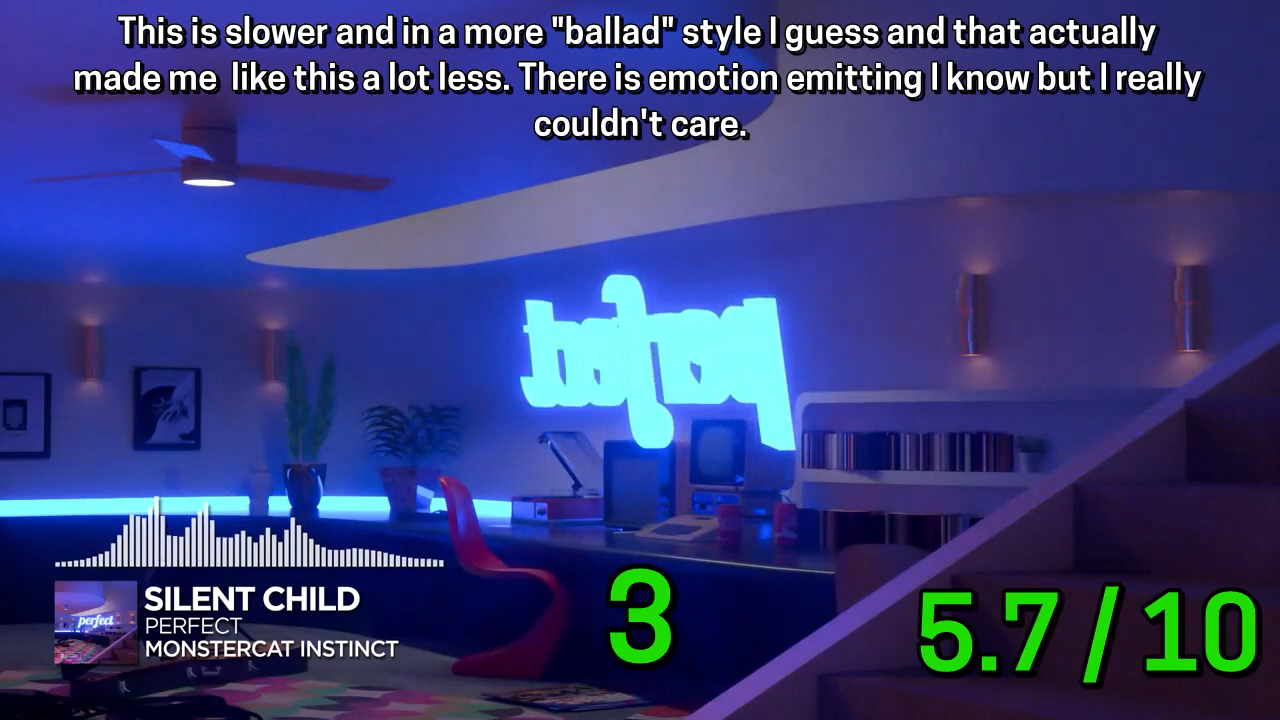 This is slower and in a more "ballad" style I guess and that actually
made me  like this a lot less. There is emotion emitting I know but I really
couldn't care.
perfect
SILENT CHILD
perfect
PERFECT
MONSTERCAT INSTINCT
3
5.7 / 10